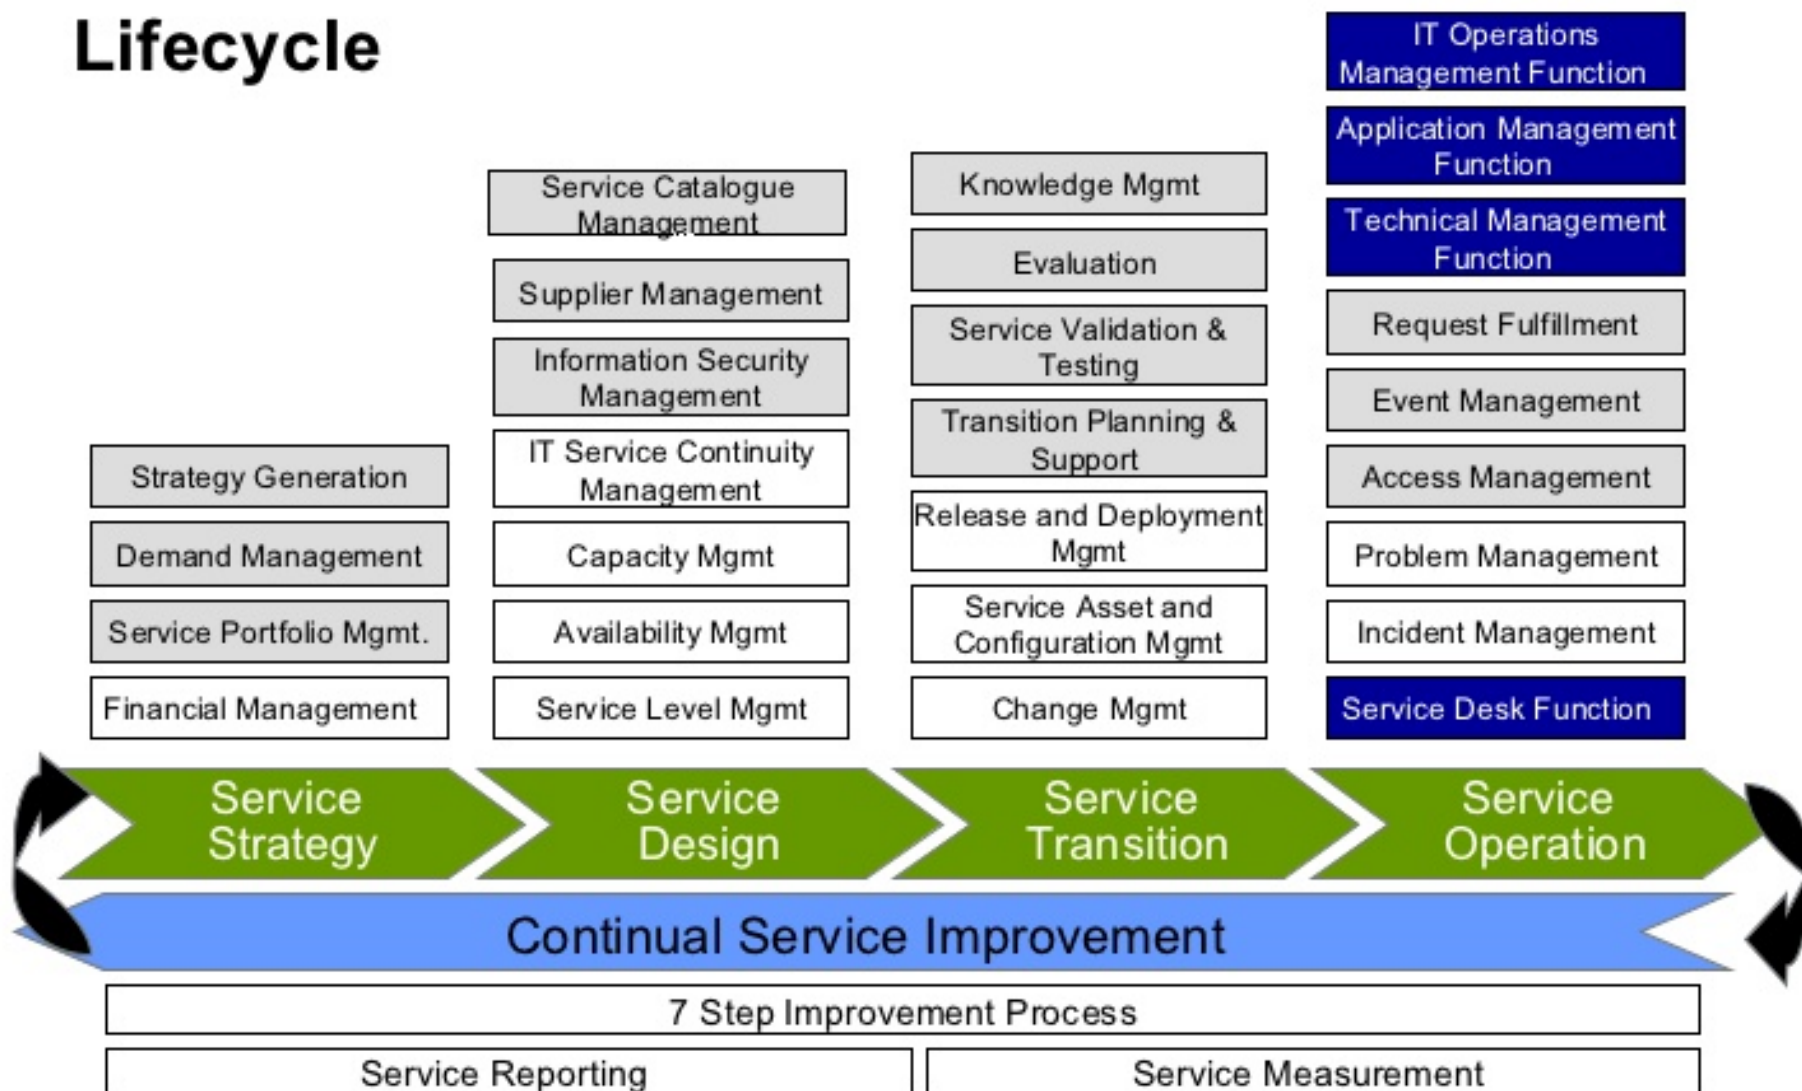 Lifecycle
Strategy Generation
Demand Management
Service Portfolio Mgmt.
Financial Management
Service Catalogue
Management
Supplier Management
Information Security
Management
IT Service Continuity
Management
Capacity Mgmt
Availability Mgmt
Service Level Mgmt
Knowledge Mgmt
Evaluation
Service Validation &
Testing
Transition Planning &
Support
Release and Deployment
Mgmt
Service Asset and
Configuration Mgmt
Change Mgmt
IT Operations
Management Function
Application Management
Function
Technical Management
Function
Request Fulfillment
Event Management
Access Management
Problem Management
Incident Management
Service Desk Function
Service
Strategy
Service
Design
Service
Transition
Service
Operation
Continual Service Improvement
7 Step Improvement Process
Service Reporting
Service Measurement